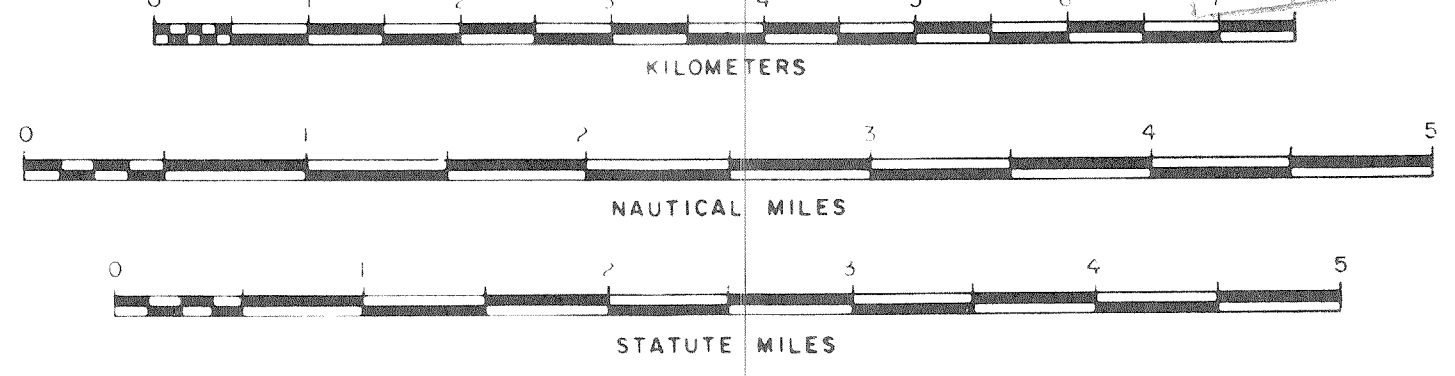 0 1 2 3 4 5 6 7
KILOMETERS
0 1 2 3 4 5
NAUTICAL MILES
0 1 2 3 4 5
STATUTE MILES